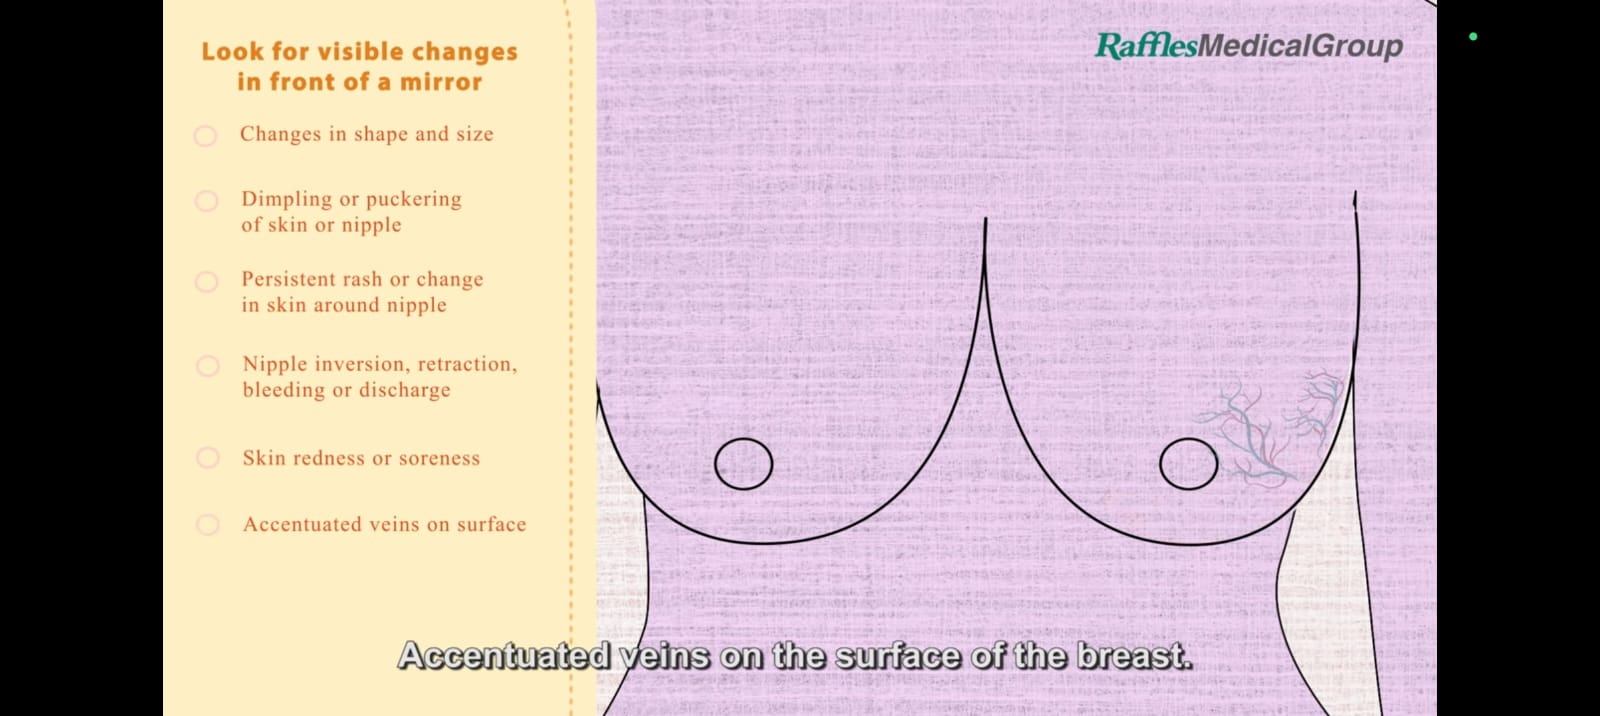 Look for visible changes
in front of a mirror
Changes in shape and size
Dimpling or puckering
of skin or nipple
Persistent rash or change
in skin around nipple
Nipple inversion, retraction,
bleeding or discharge
Skin redness or soreness
Accentuated veins on surface
RafflesMedicalGroup
Accentuated veins on the surface of the breast.